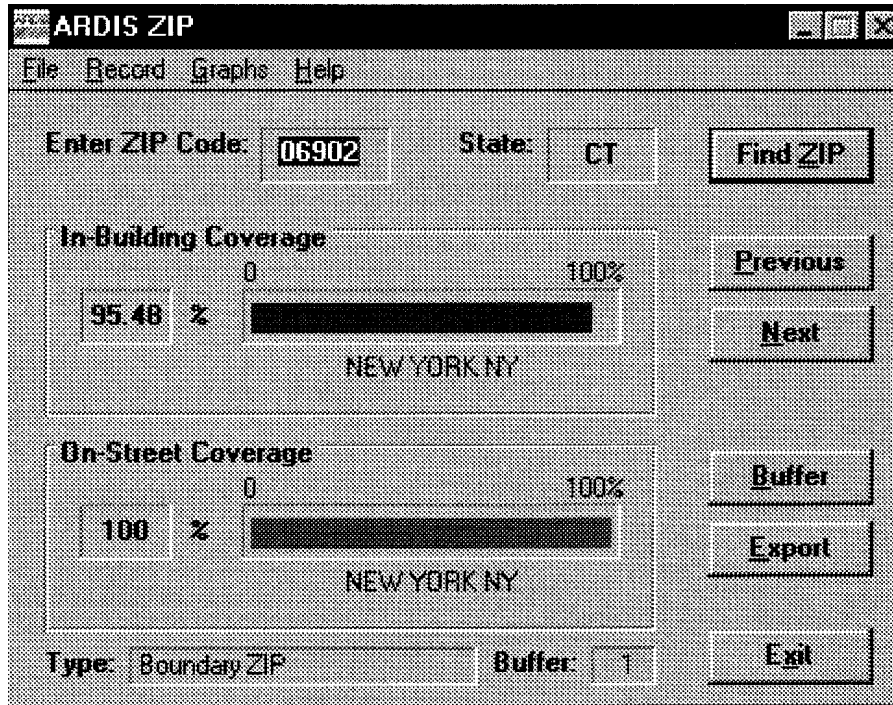 ARDIS ZIP
File Record Graphs Help
Enter ZIP Code: 06902 State: CT Find ZIP
In-Building Coverage
0 100%
95.48 %
NEW YORK NY
Previous
Next
On-Street Coverage
0 100%
100 %
NEW YORK NY
Buffer
Export
Type: Boundary ZIP Buffer: 1 Exit